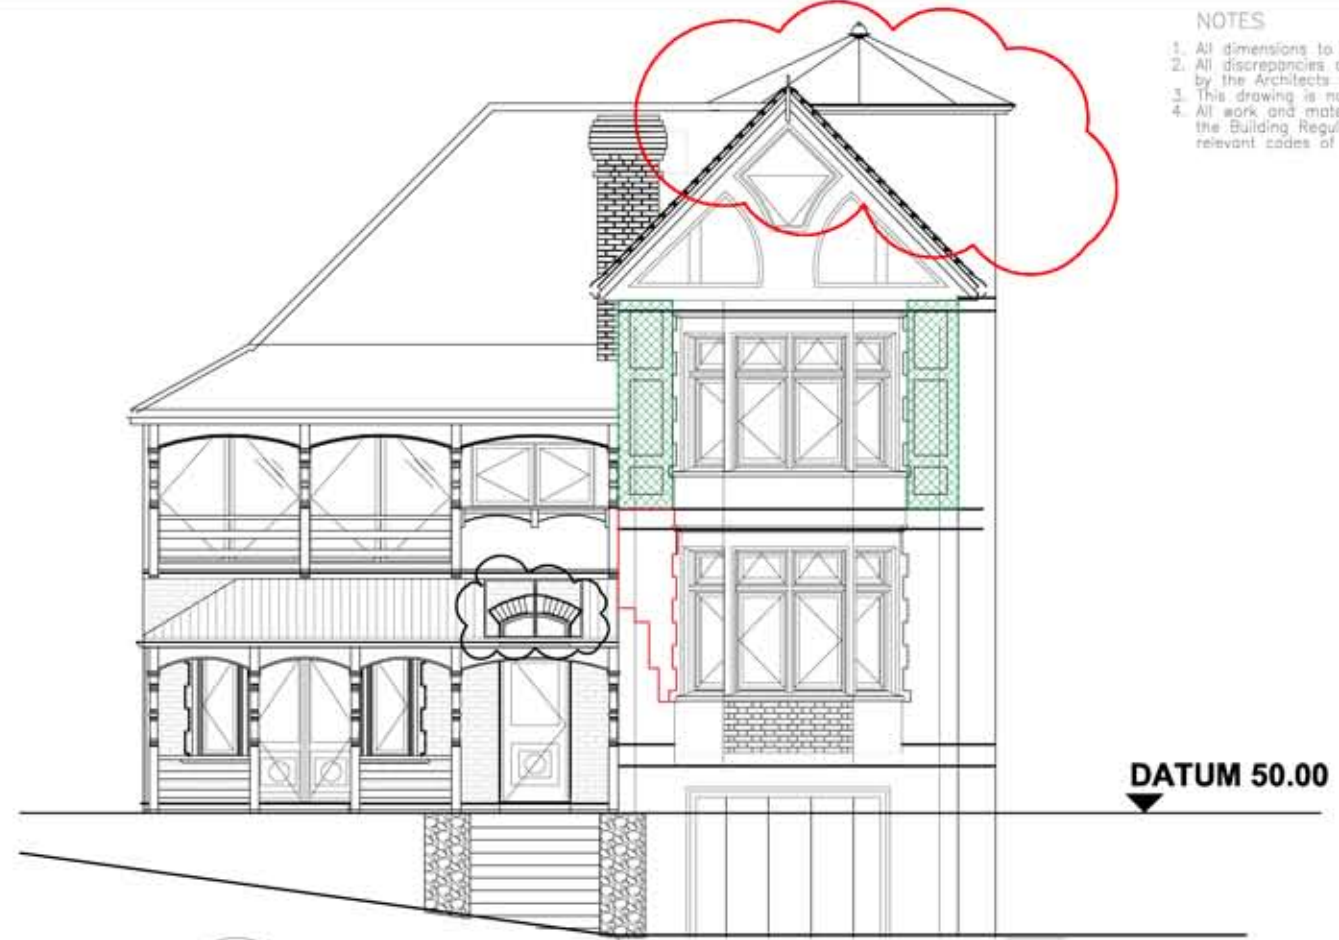 NOTES
1. All dimensions to
2. All discrepancies
by the Architects
3. This drawing is
4. All work and
the Building
relevant codes of
DATUM 50.00